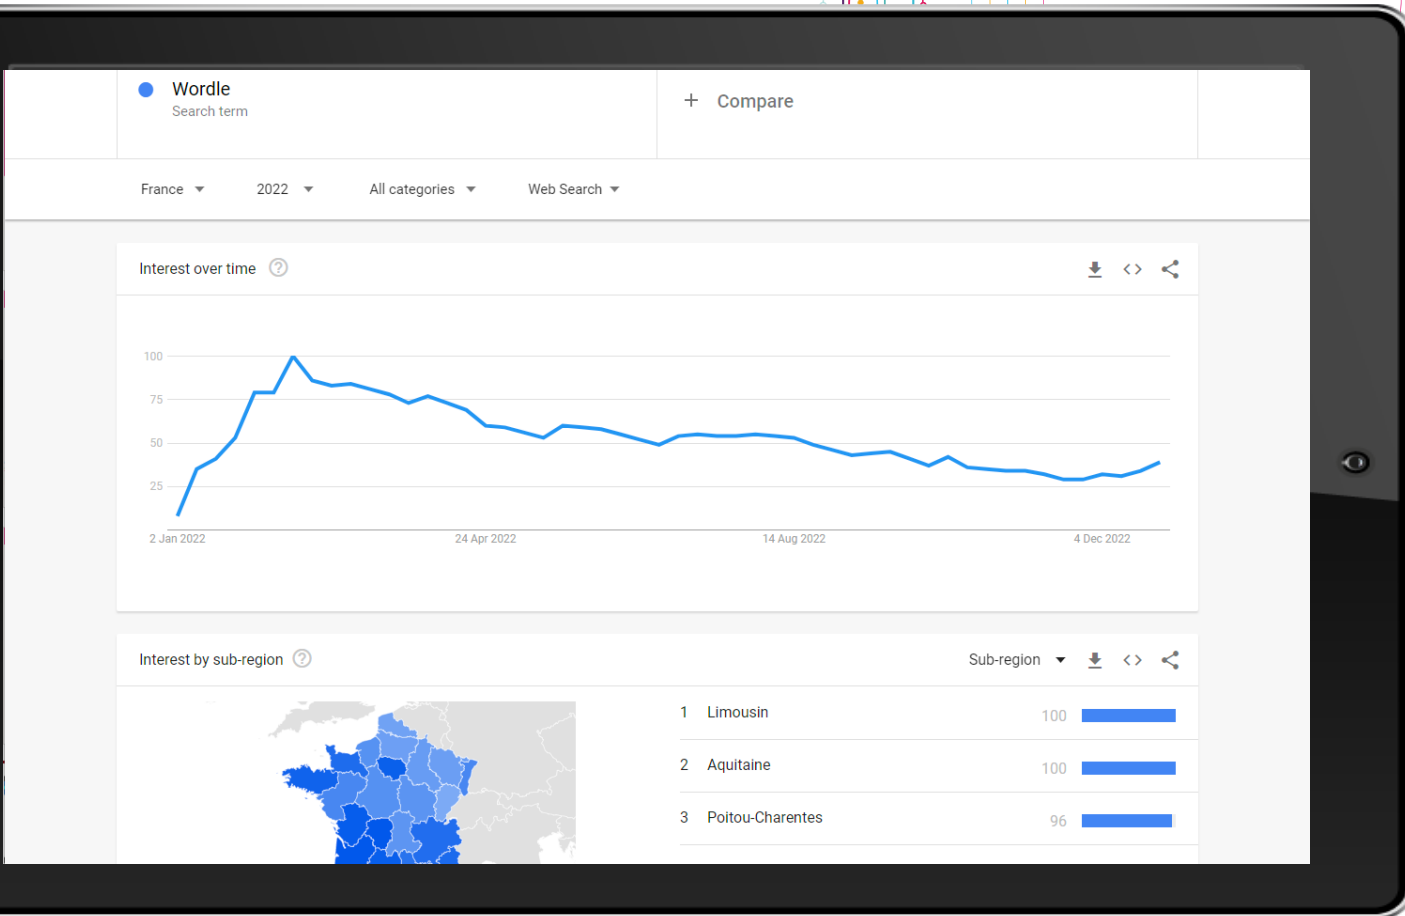 Wordle
Search term
+ Compare
France
2022
All categories
Web Search
Interest over time ?
100
75
50
25
2 Jan 2022
24 Apr 2022
14 Aug 2022
4 Dec 2022
Interest by sub-region ?
Sub-region
1 Limousin 100
2 Aquitaine 100
3 Poitou-Charentes 96